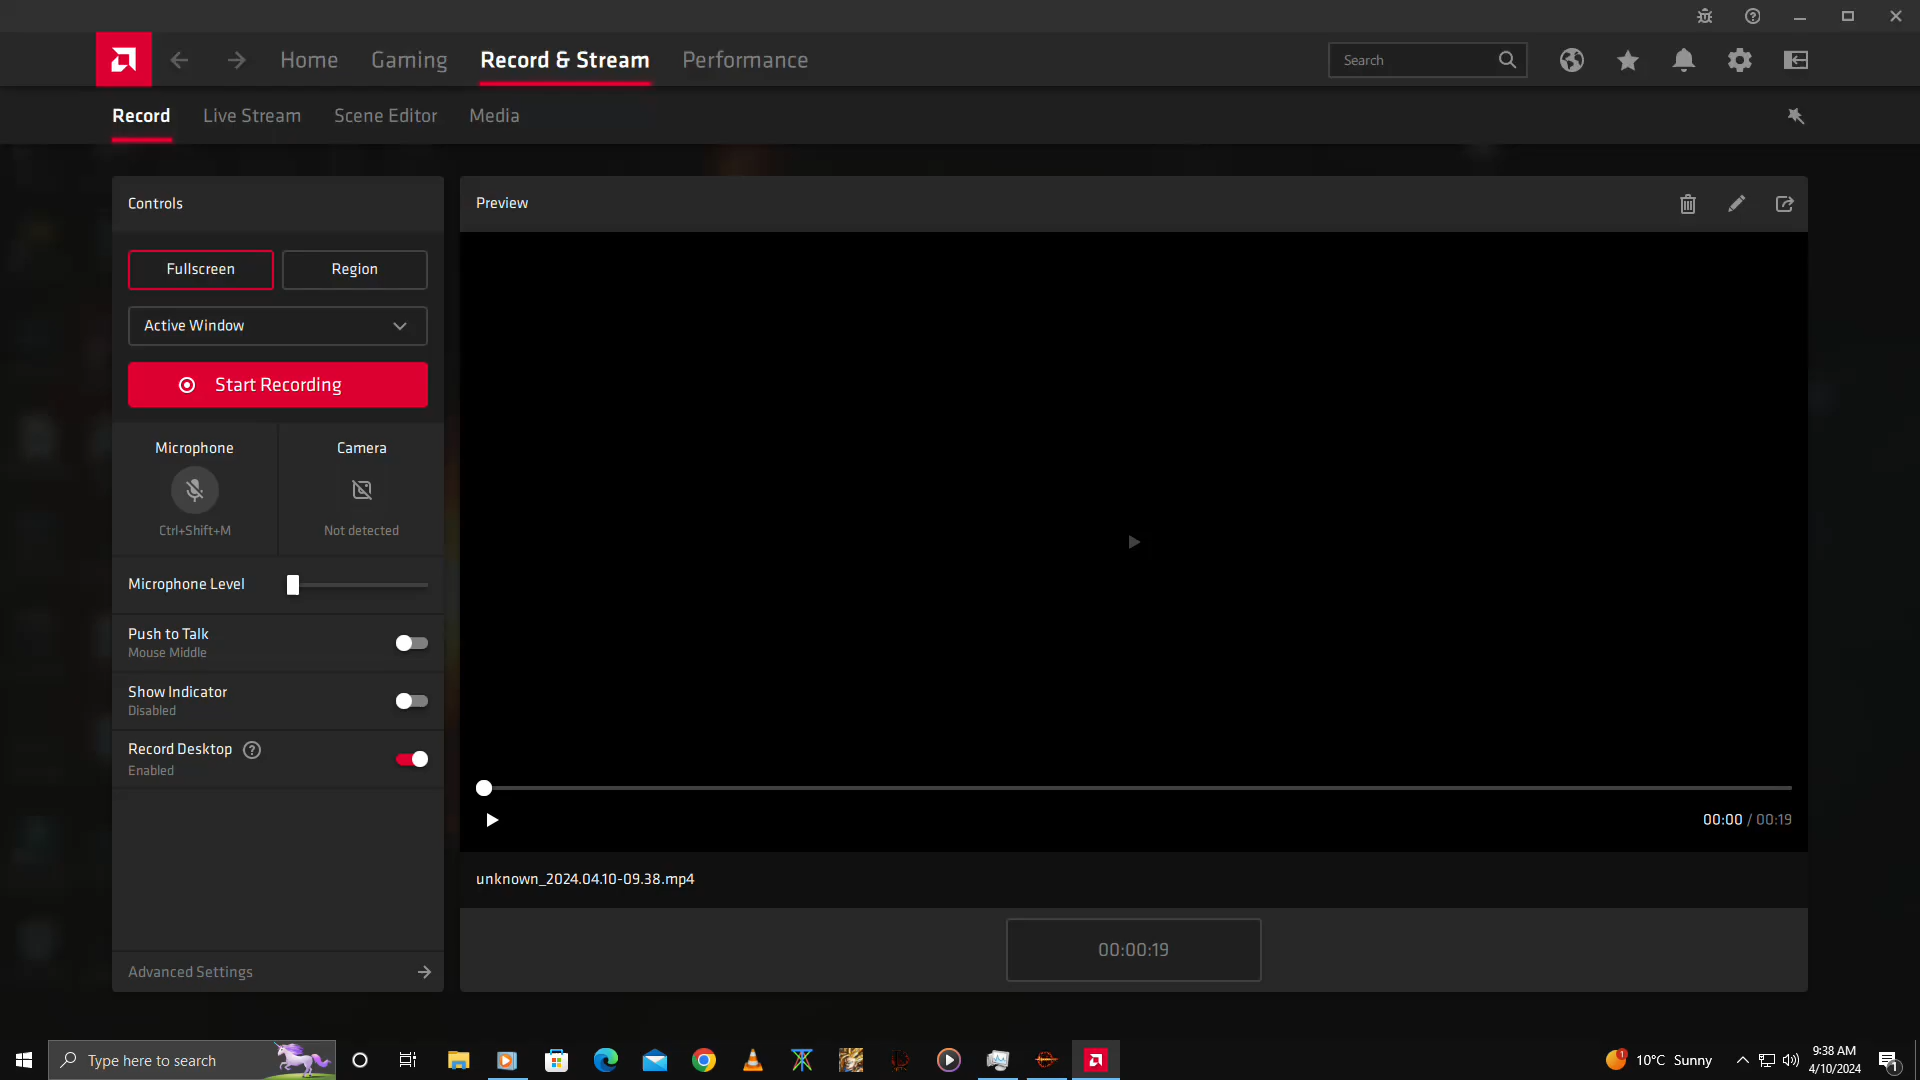 Home Gaming Record & Stream Performance Search
Record Live Stream Scene Editor Media
Controls
Fullscreen Region
Active Window
Start Recording
Microphone Camera
Ctrl+Shift+M Not detected
Microphone Level
Push to Talk
Mouse Middle
Show Indicator
Disabled
Record Desktop ?
Enabled
Advanced Settings
Preview
00:00 / 00:19
unknown_2024.04.10-09.38.mp4
00:00:19
Type here to search
1
10°C Sunny
9:38 AM
4/10/2024
1